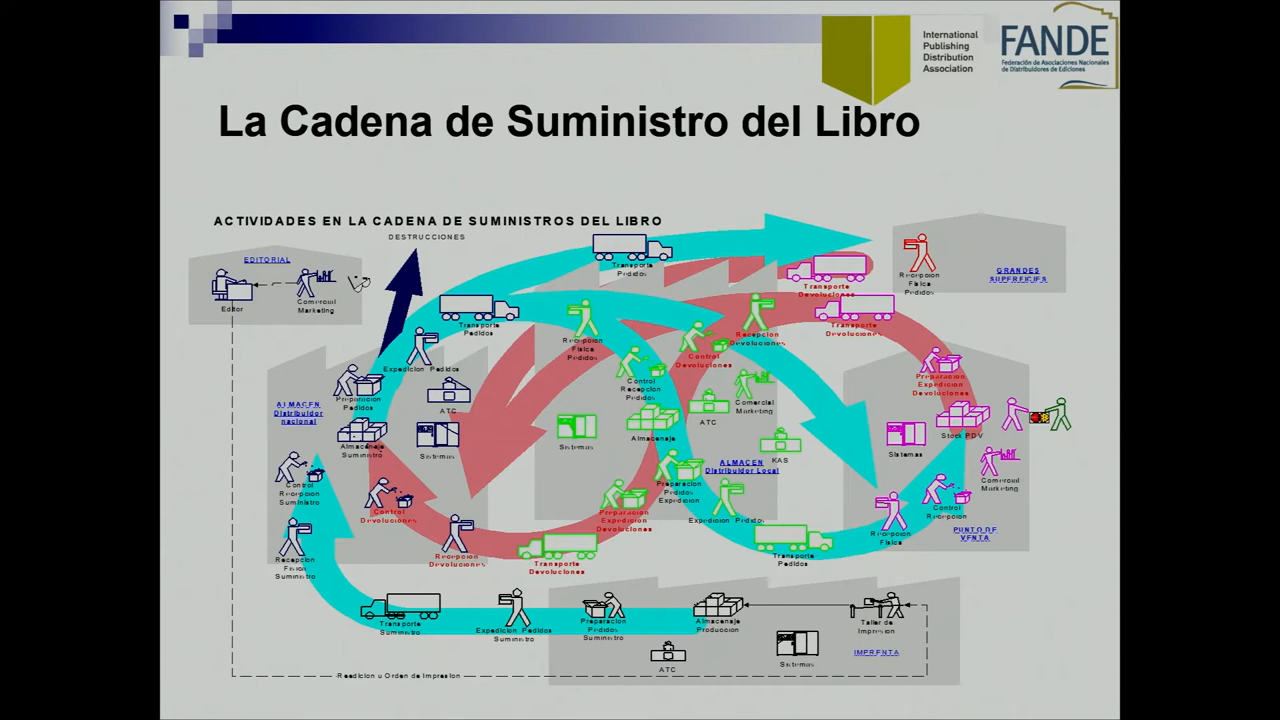 International
Publishing
Distribution
Association
FANDE
Federación de Asociaciones Nacionales
de Distribuidores de Ediciones
La Cadena de Suministro del Libro
ACTIVIDADES EN LA CADENA DE SUMINISTROS DEL LIBRO
DESTRUCCIONES
EDITORIAL
Editor
Comercial
Marketing
Transporte
Pedidos
Transporte
Devoluciones
Recepcion
Fisica
Pedidos
GRANDES
SUPERFICIES
Transporte
Pedidos
Recepcion
Fisica
Pedidos
Recepcion
Devoluciones
Transporte
Devoluciones
Expedicion Pedidos
Control
Devoluciones
Preparacion
Expedicion
Devoluciones
Control
Recepcion
Pedidos
ALMACEN
Distribuidor
nacional
Preparacion
Pedidos
ATC
Comercial
Marketing
ATC
Almacenaje
Suministro
Sistemas
Sistemas
Almacenaje
KAS
Sistemas
Stock PDV
Comercial
Marketing
ALMACEN
Distribuidor Local
Control
Recepcion
Suministro
Control
Devoluciones
Preparacion
Pedidos
Expedicion
Preparacion
Expedicion
Devoluciones
Expedicion Pedidos
Control
Recepcion
Recepcion
Fisica
PUNTO DE
VENTA
Recepcion
Fisica
Suministro
Recepcion
Devoluciones
Transporte
Devoluciones
Transporte
Pedidos
Transporte
Suministro
Expedicion Pedidos
Suministro
Preparacion
Pedidos
Suministro
Almacenaje
Produccion
Taller de
Impresion
IMPRENTA
ATC
Sistemas
Reedicion u Orden de Impresion